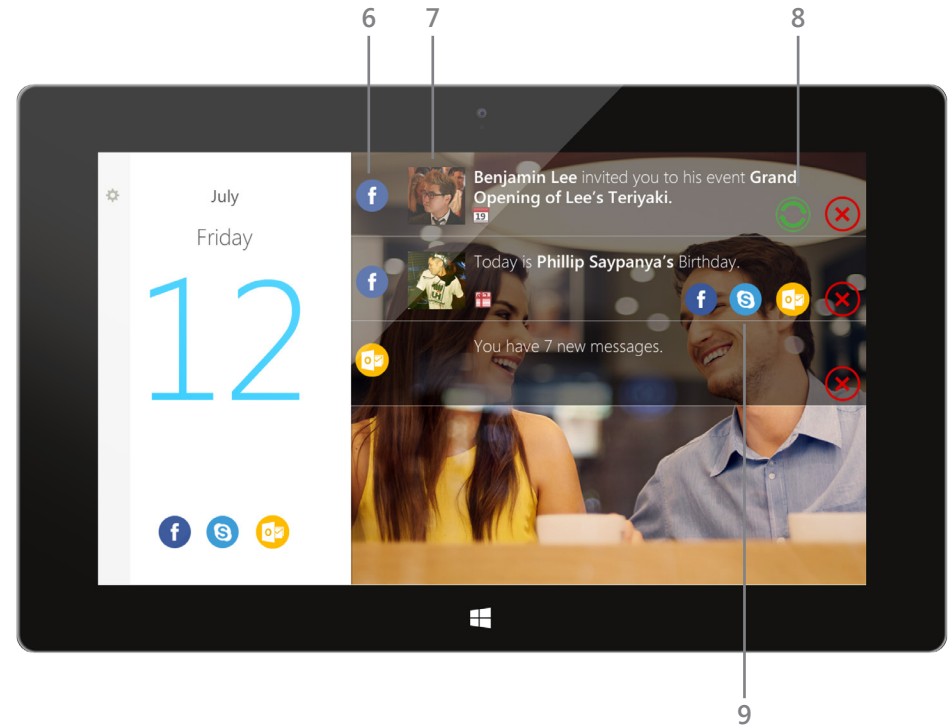 6 7 8
July
Friday
12
Benjamin Lee invited you to his event Grand
Opening of Lee's Teriyaki.
19
Today is Phillip Saypanya's Birthday.
You have 7 new messages.
9